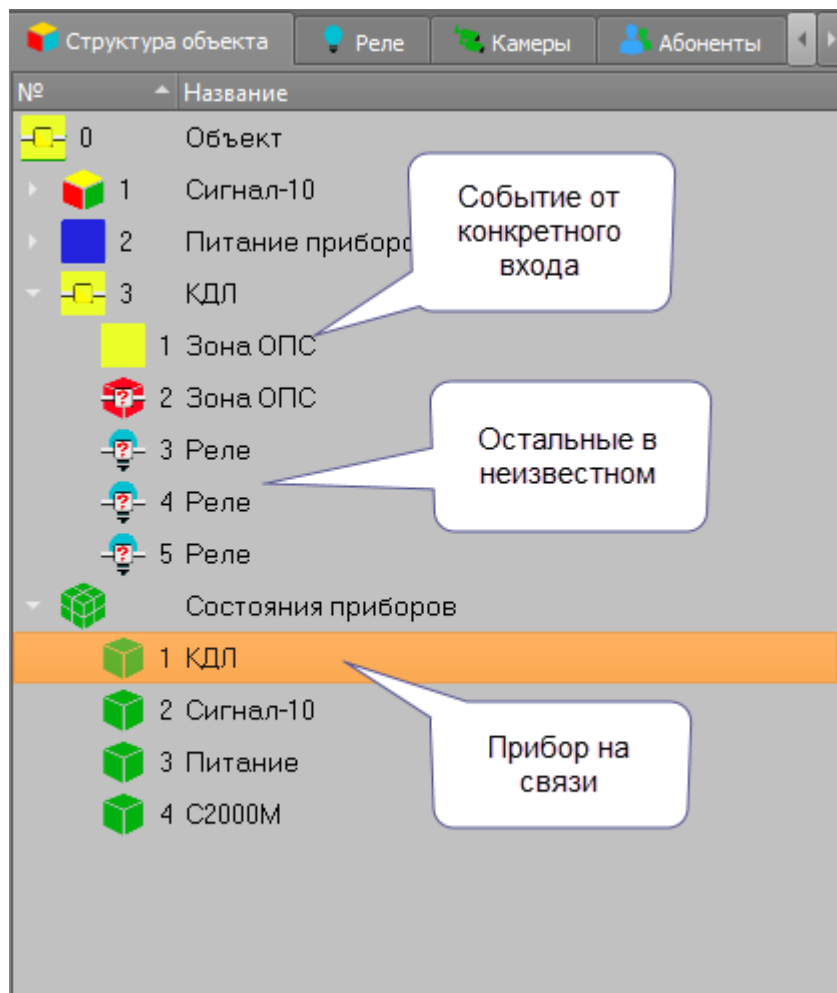 Структура объекта Реле Камеры Абоненты
№ Название
0 Объект
1 Сигнал-10
2 Питание
3 КДЛ
1 Зона ОПС
2 Зона ОПС
3 Реле
4 Реле
5 Реле
Состояния приборов
1 КДЛ
2 Сигнал-10
3 Питание
4 С2000М
Событие от
конкретного
входа
Остальные в
неизвестном
Прибор на
связи